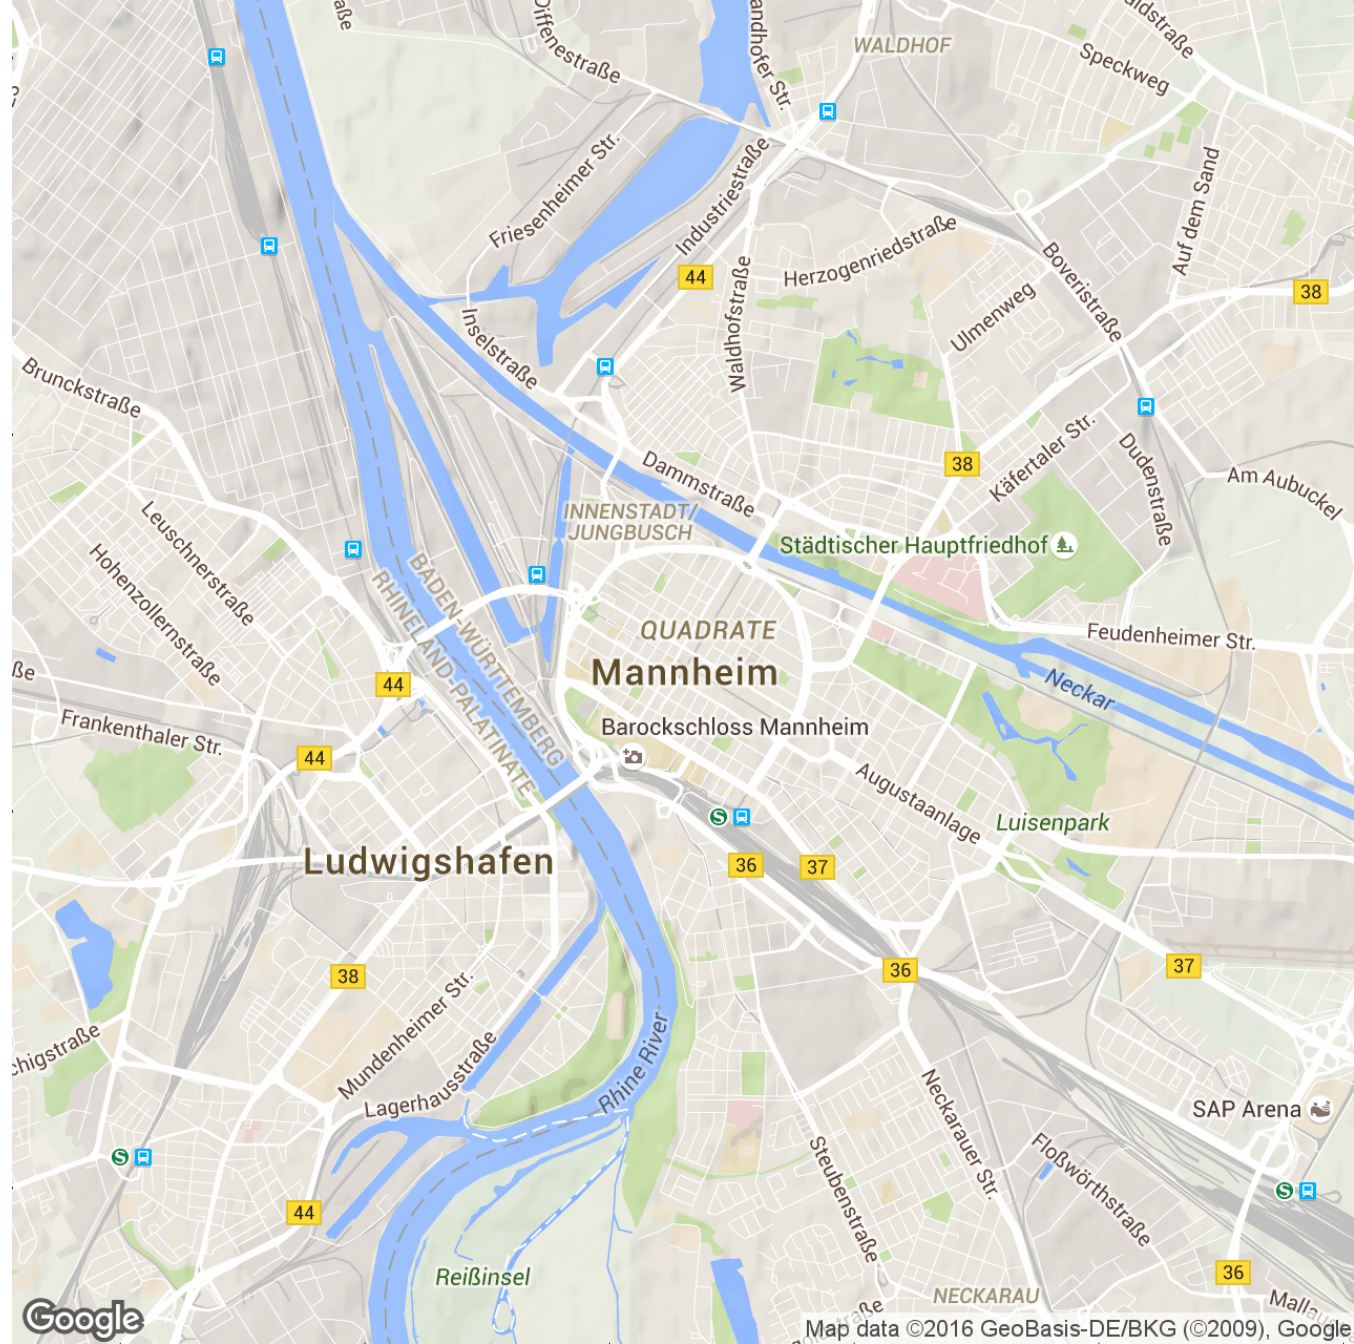 Diffenestraße
WALDHOF
Speckweg
Friesenheimer Str.
Industriestraße
Auf dem Sand
Herzogenriedstraße
Boveristraße
44
38
Waldhofstraße
Ulmenweg
Inselstraße
Brunckstraße
Dammstraße
38
Käfertaler Str.
Dudenstraße
Am Aubuckel
Leuschnerstraße
INNENSTADT/
JUNGBUSCH
Städtischer Hauptfriedhof
Hohenzollernstraße
BADEN-WÜRTTEMBERG
RHINELAND-PALATINATE
QUADRATE
Feudenheimer Str.
Mannheim
44
Neckar
Frankenthaler Str.
Barockschloss Mannheim
44
Augustaanlage
S
Luisenpark
Ludwigshafen
36
37
38
36
37
Mundenheimer Str.
Lagerhausstraße
Rhine River
Neckarauer Str.
SAP Arena
Floßwörthstraße
Steubenstraße
S
S
44
Reißinsel
36
NECKARAU
Google
Map data ©2016 GeoBasis-DE/BKG (©2009), Google